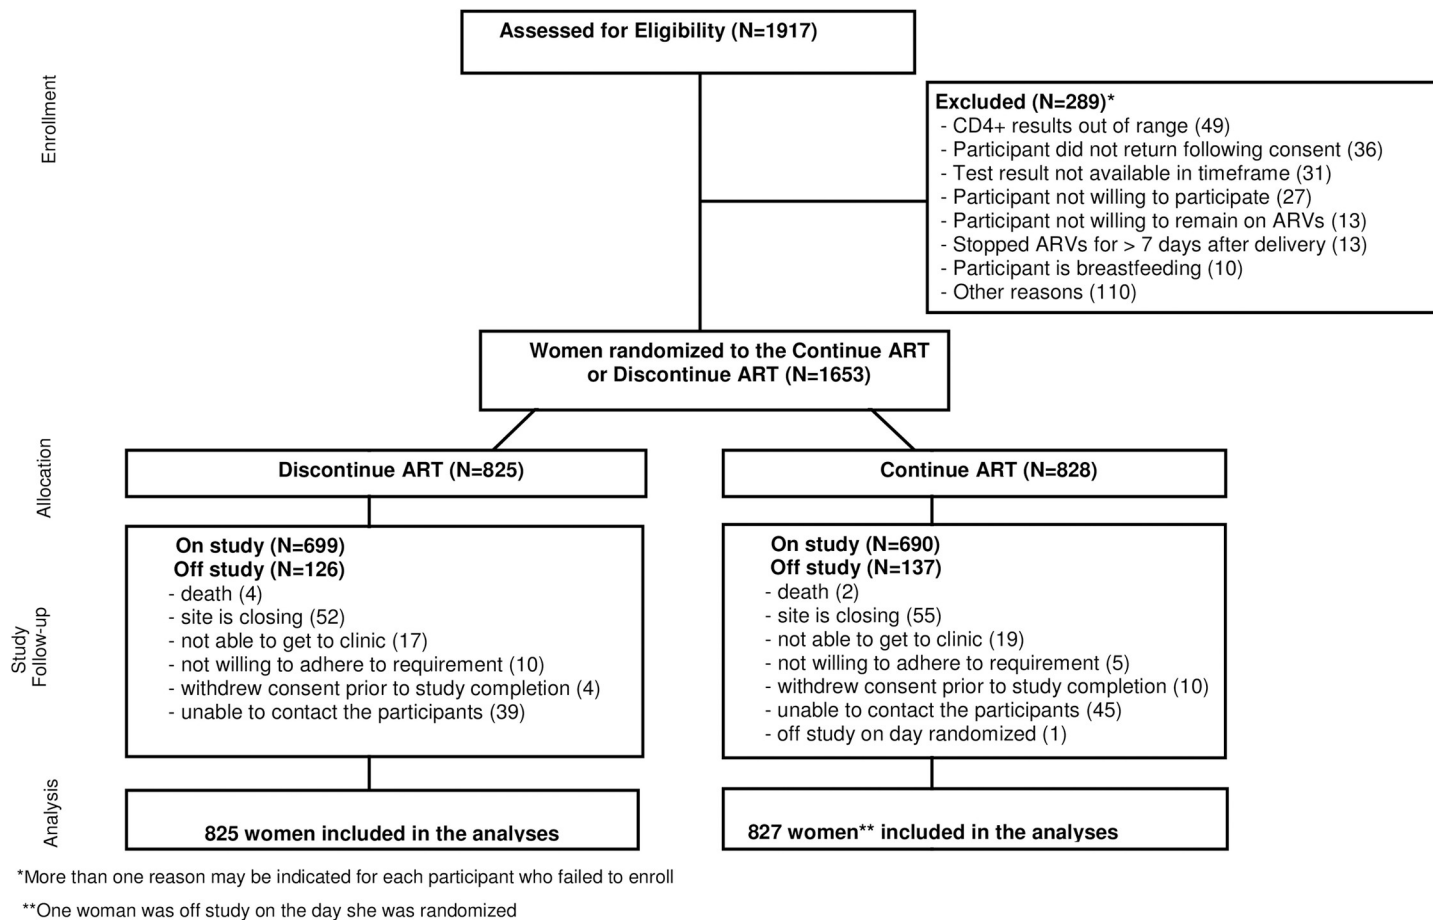 Assessed for Eligibility (N=1917)
Enrollment
Excluded (N=289)*
- CD4+ results out of range (49)
- Participant did not return following consent (36)
- Test result not available in timeframe (31)
- Participant not willing to participate (27)
- Participant not willing to remain on ARVs (13)
- Stopped ARVs for > 7 days after delivery (13)
- Participant is breastfeeding (10)
- Other reasons (110)
Women randomized to the Continue ART
or Discontinue ART (N=1653)
Allocation
Discontinue ART (N=825)
Continue ART (N=828)
Study
Follow-up
On study (N=699)
Off study (N=126)
- death (4)
- site is closing (52)
- not able to get to clinic (17)
- not willing to adhere to requirement (10)
- withdrew consent prior to study completion (4)
- unable to contact the participants (39)
On study (N=690)
Off study (N=137)
- death (2)
- site is closing (55)
- not able to get to clinic (19)
- not willing to adhere to requirement (5)
- withdrew consent prior to study completion (10)
- unable to contact the participants (45)
- off study on day randomized (1)
Analysis
825 women included in the analyses
827 women** included in the analyses
*More than one reason may be indicated for each participant who failed to enroll
**One woman was off study on the day she was randomized